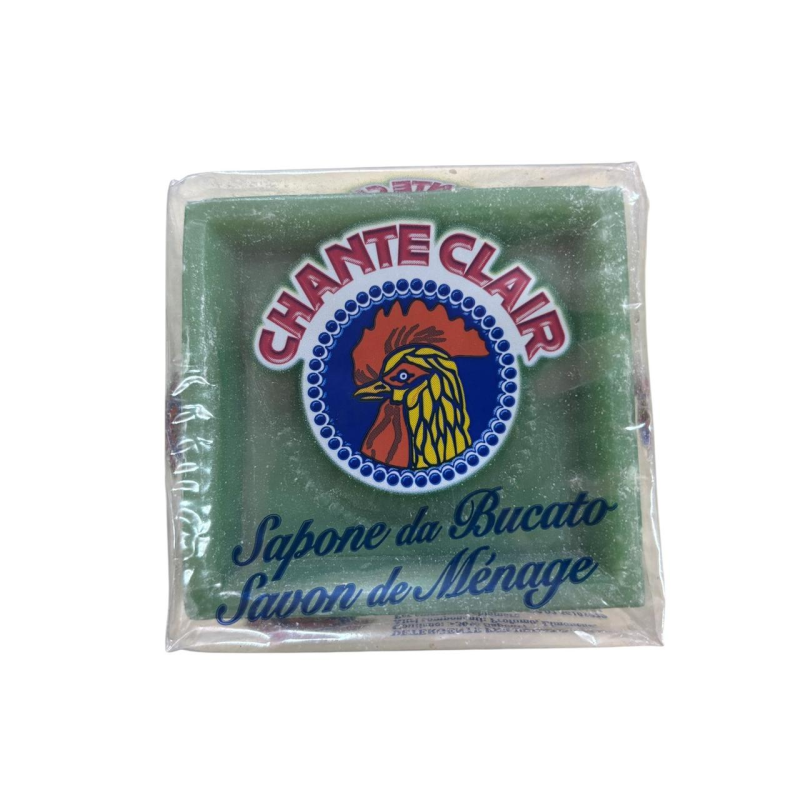 CHANTE CLAIR
Sapone da Bucato
Savon de Ménage